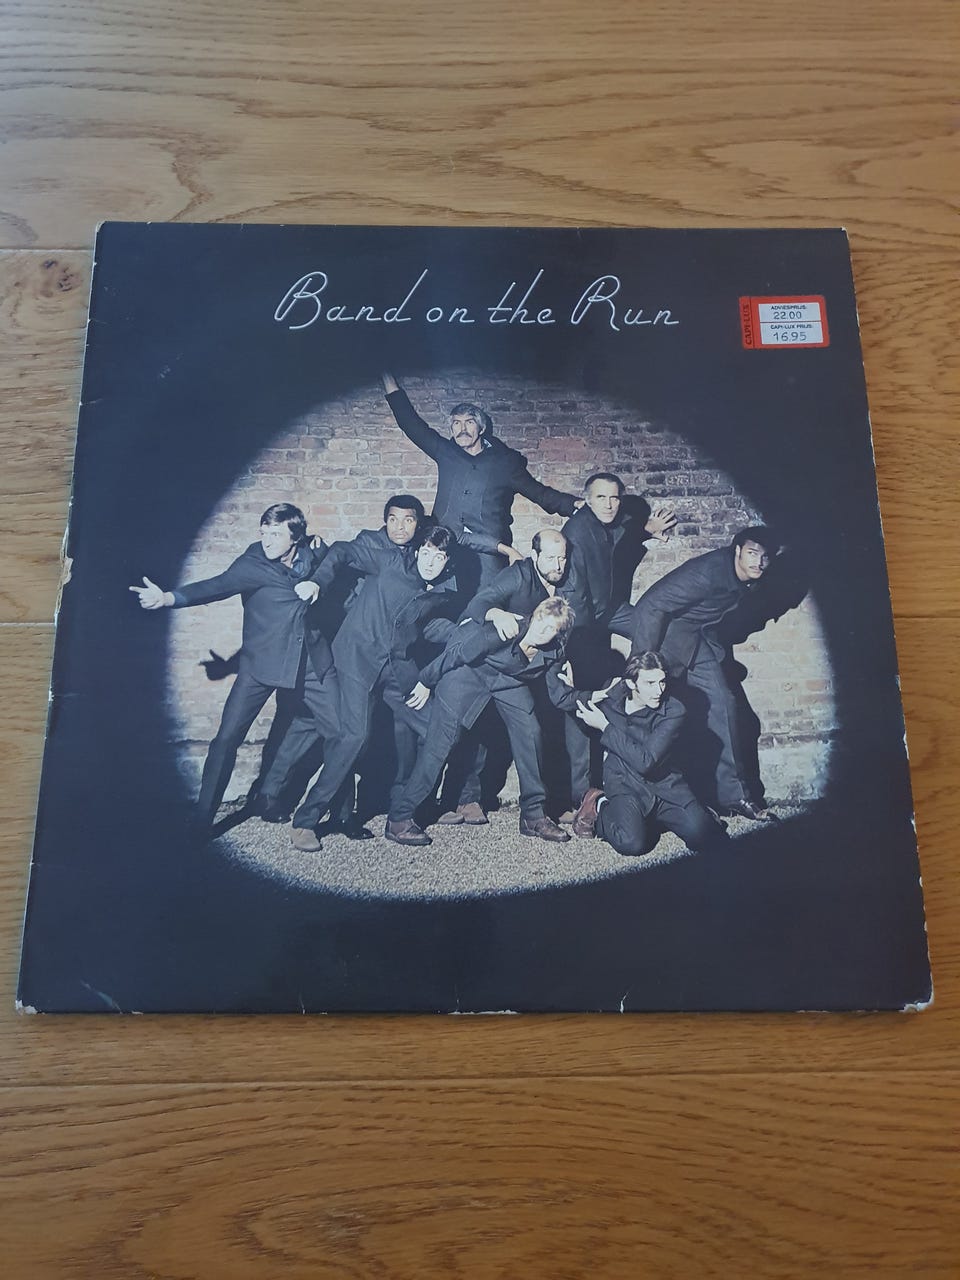 Band on the Run
CAPI-LUX
ADVIESPRIJS:
22.00
CAPI-LUX PRIJS:
16.95